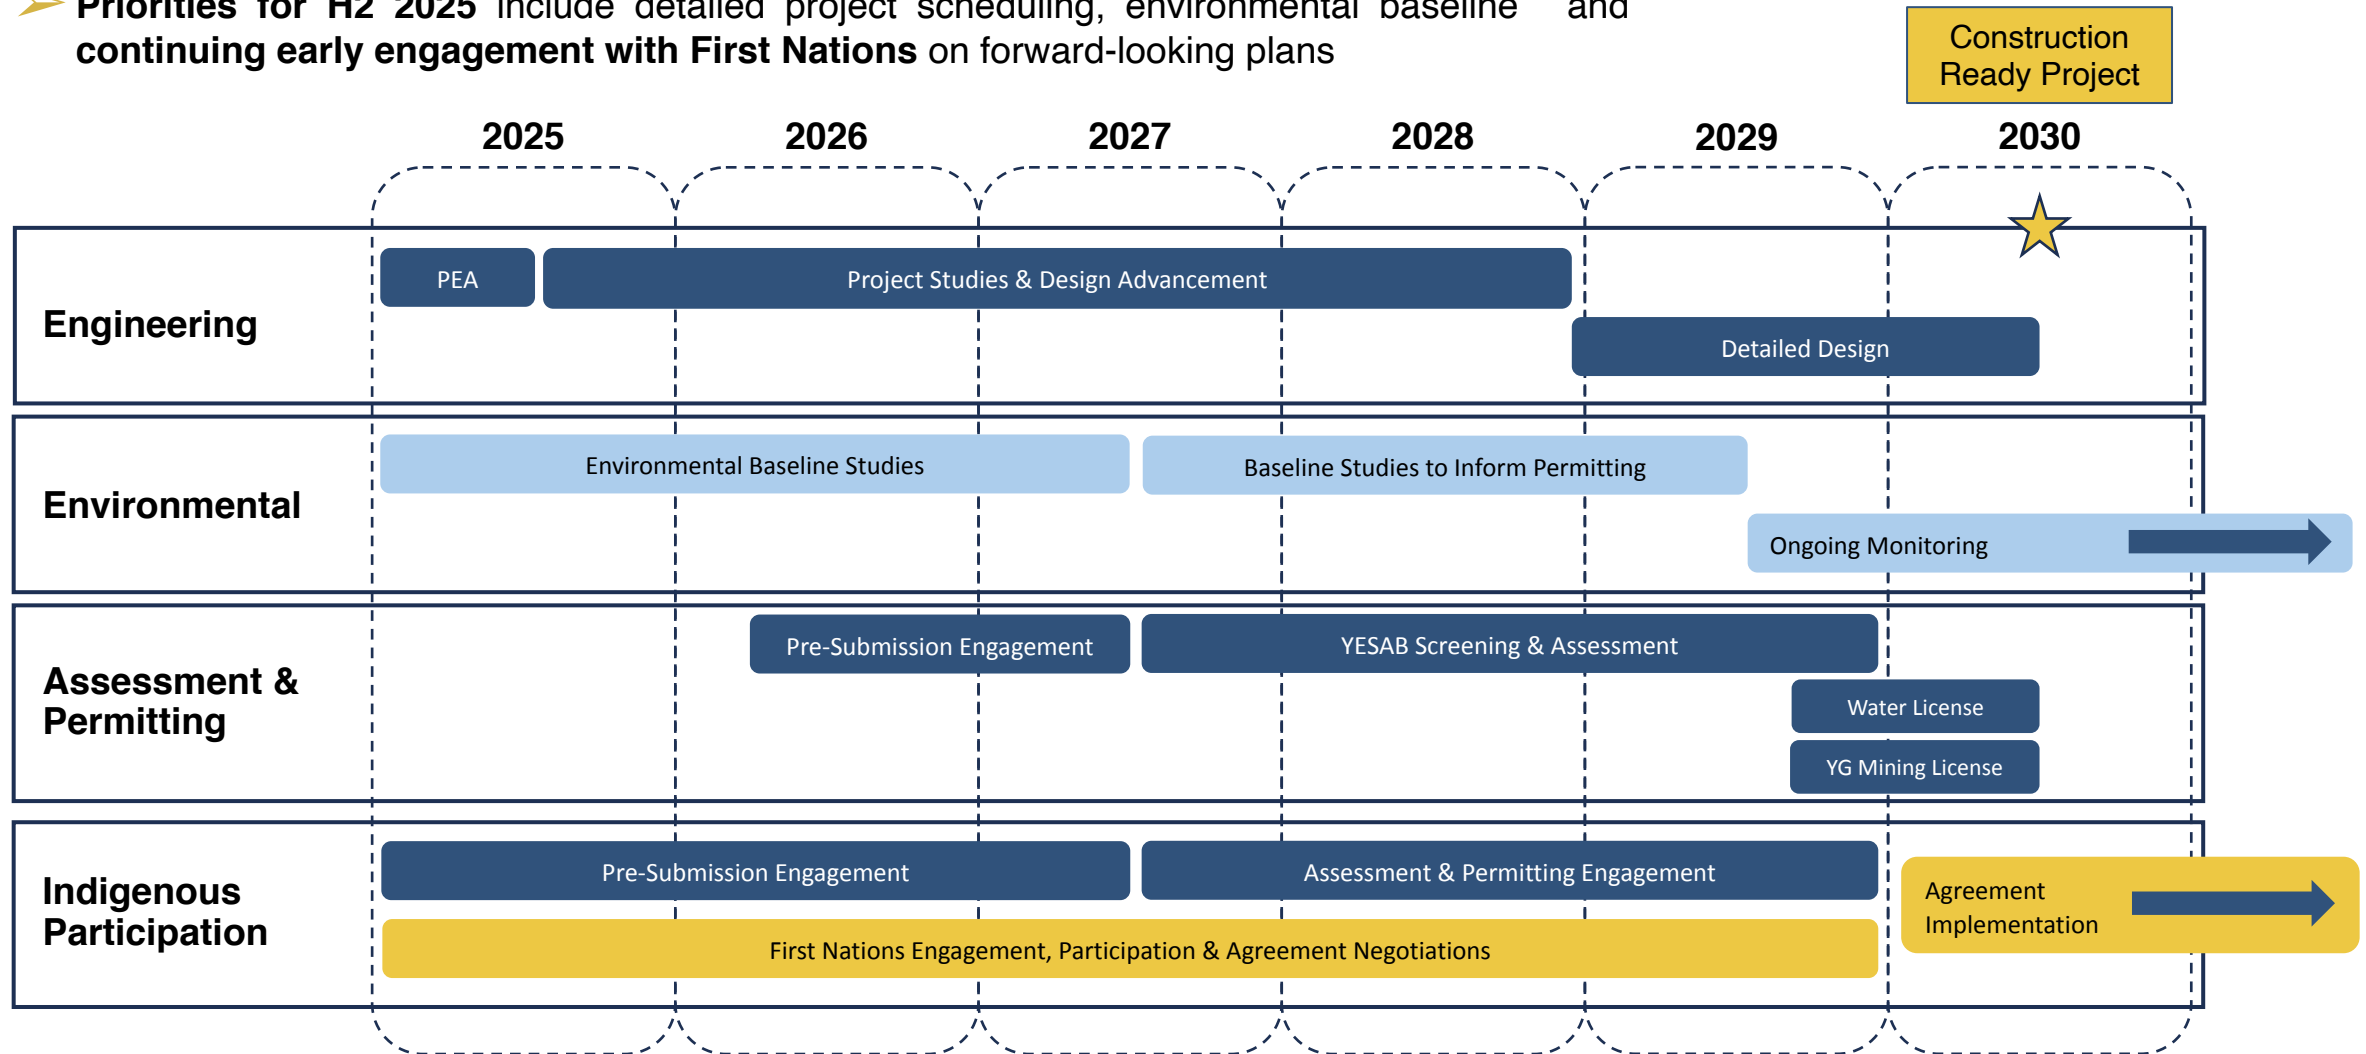 Priorities for H2 2025 include detailed project scheduling, environmental baseline and
continuing early engagement with First Nations on forward-looking plans
Construction
Ready Project
2025
2026
2027
2028
2029
2030
Engineering
PEA
Project Studies & Design Advancement
Detailed Design
Environmental
Environmental Baseline Studies
Baseline Studies to Inform Permitting
Ongoing Monitoring
Assessment &
Permitting
Pre-Submission Engagement
YESAB Screening & Assessment
Water License
YG Mining License
Indigenous
Participation
Pre-Submission Engagement
Assessment & Permitting Engagement
First Nations Engagement, Participation & Agreement Negotiations
Agreement
Implementation